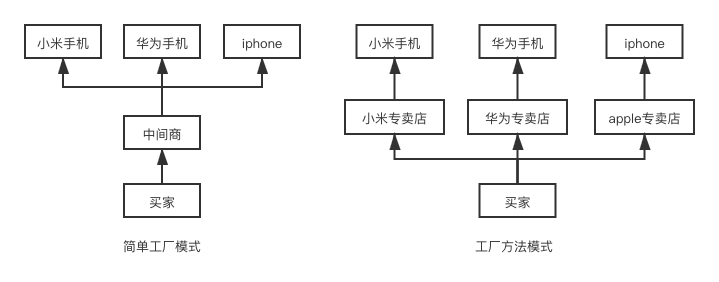 小米手机
华为手机
iphone
小米手机
华为手机
iphone
中间商
小米专卖店
华为专卖店
apple专卖店
买家
买家
简单工厂模式
工厂方法模式